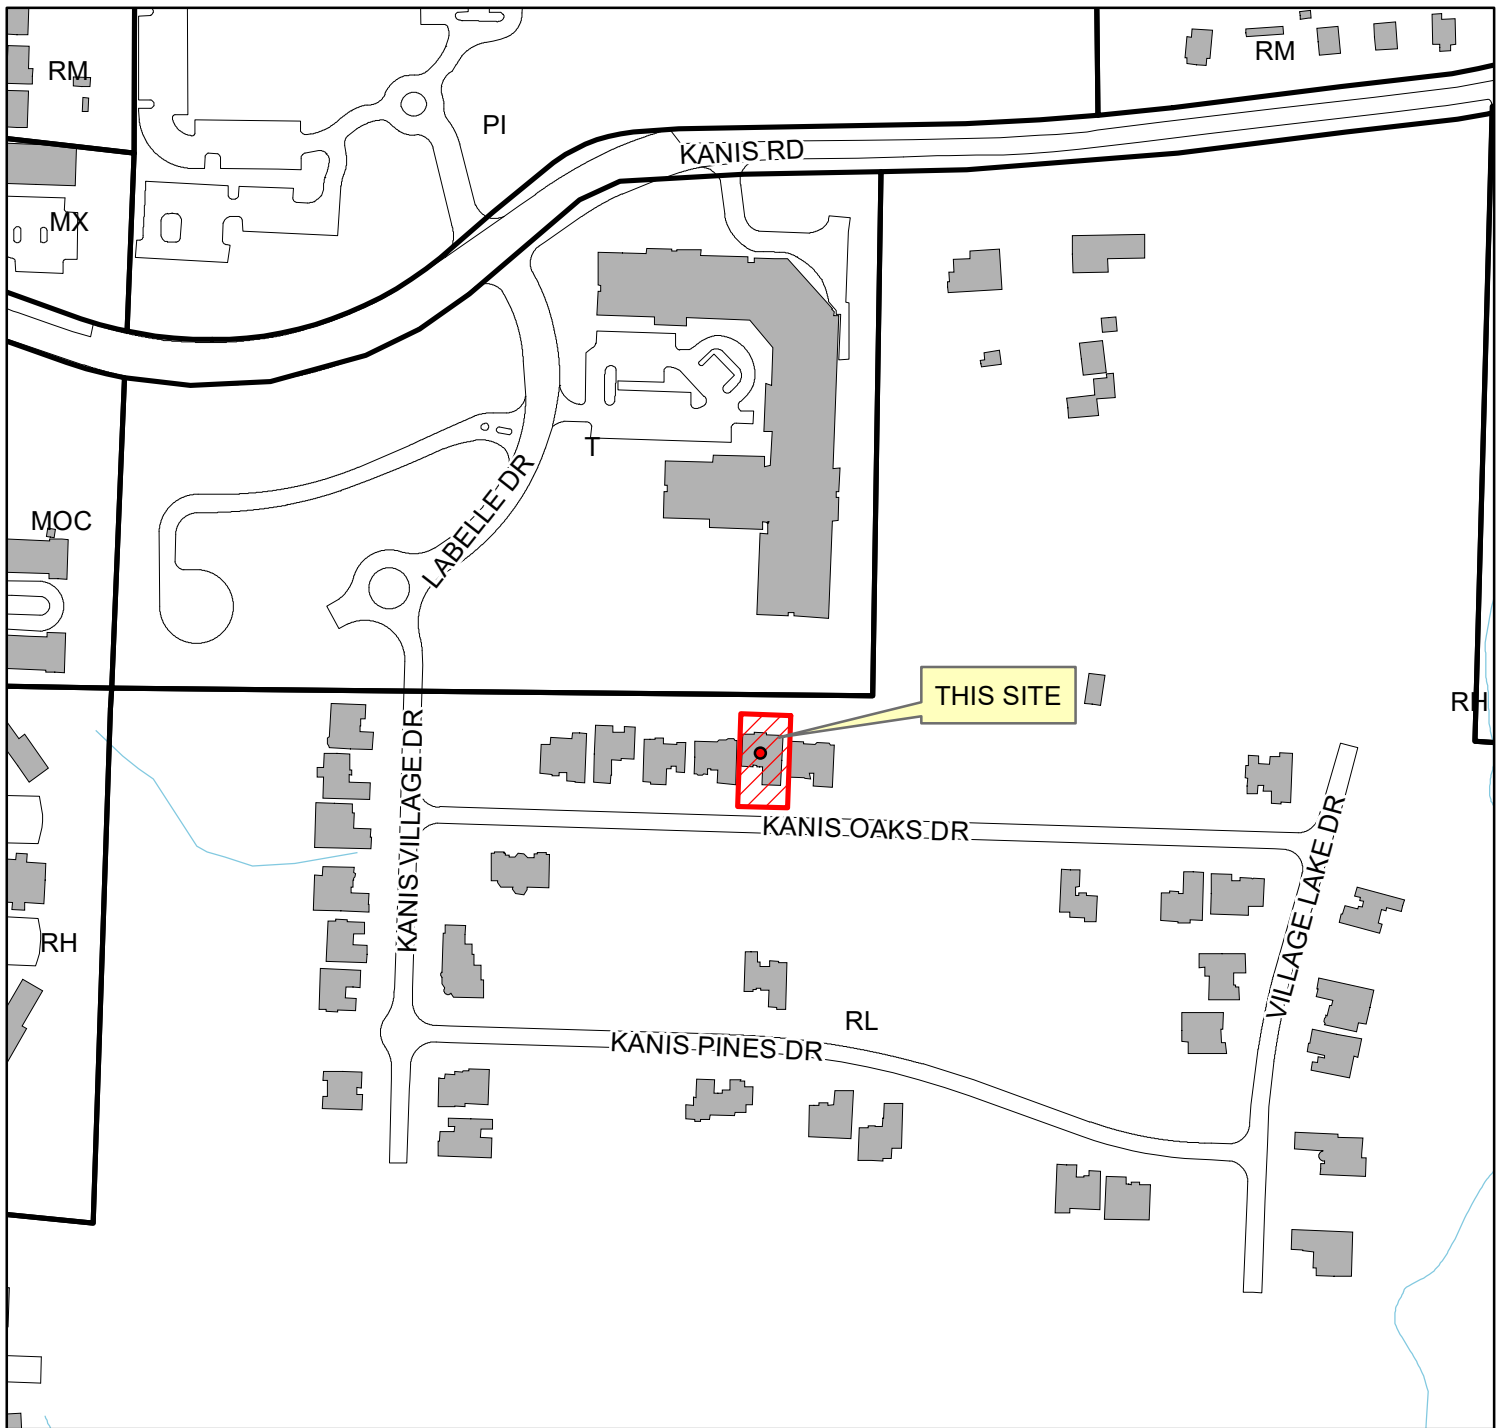 RM
RM
PI
KANIS RD
MX
T
LABELLE DR
MOC
THIS SITE
RH
KANIS VILLAGE DR
KANIS OAKS DR
VILLAGE LAKE DR
RH
RL
KANIS PINES DR